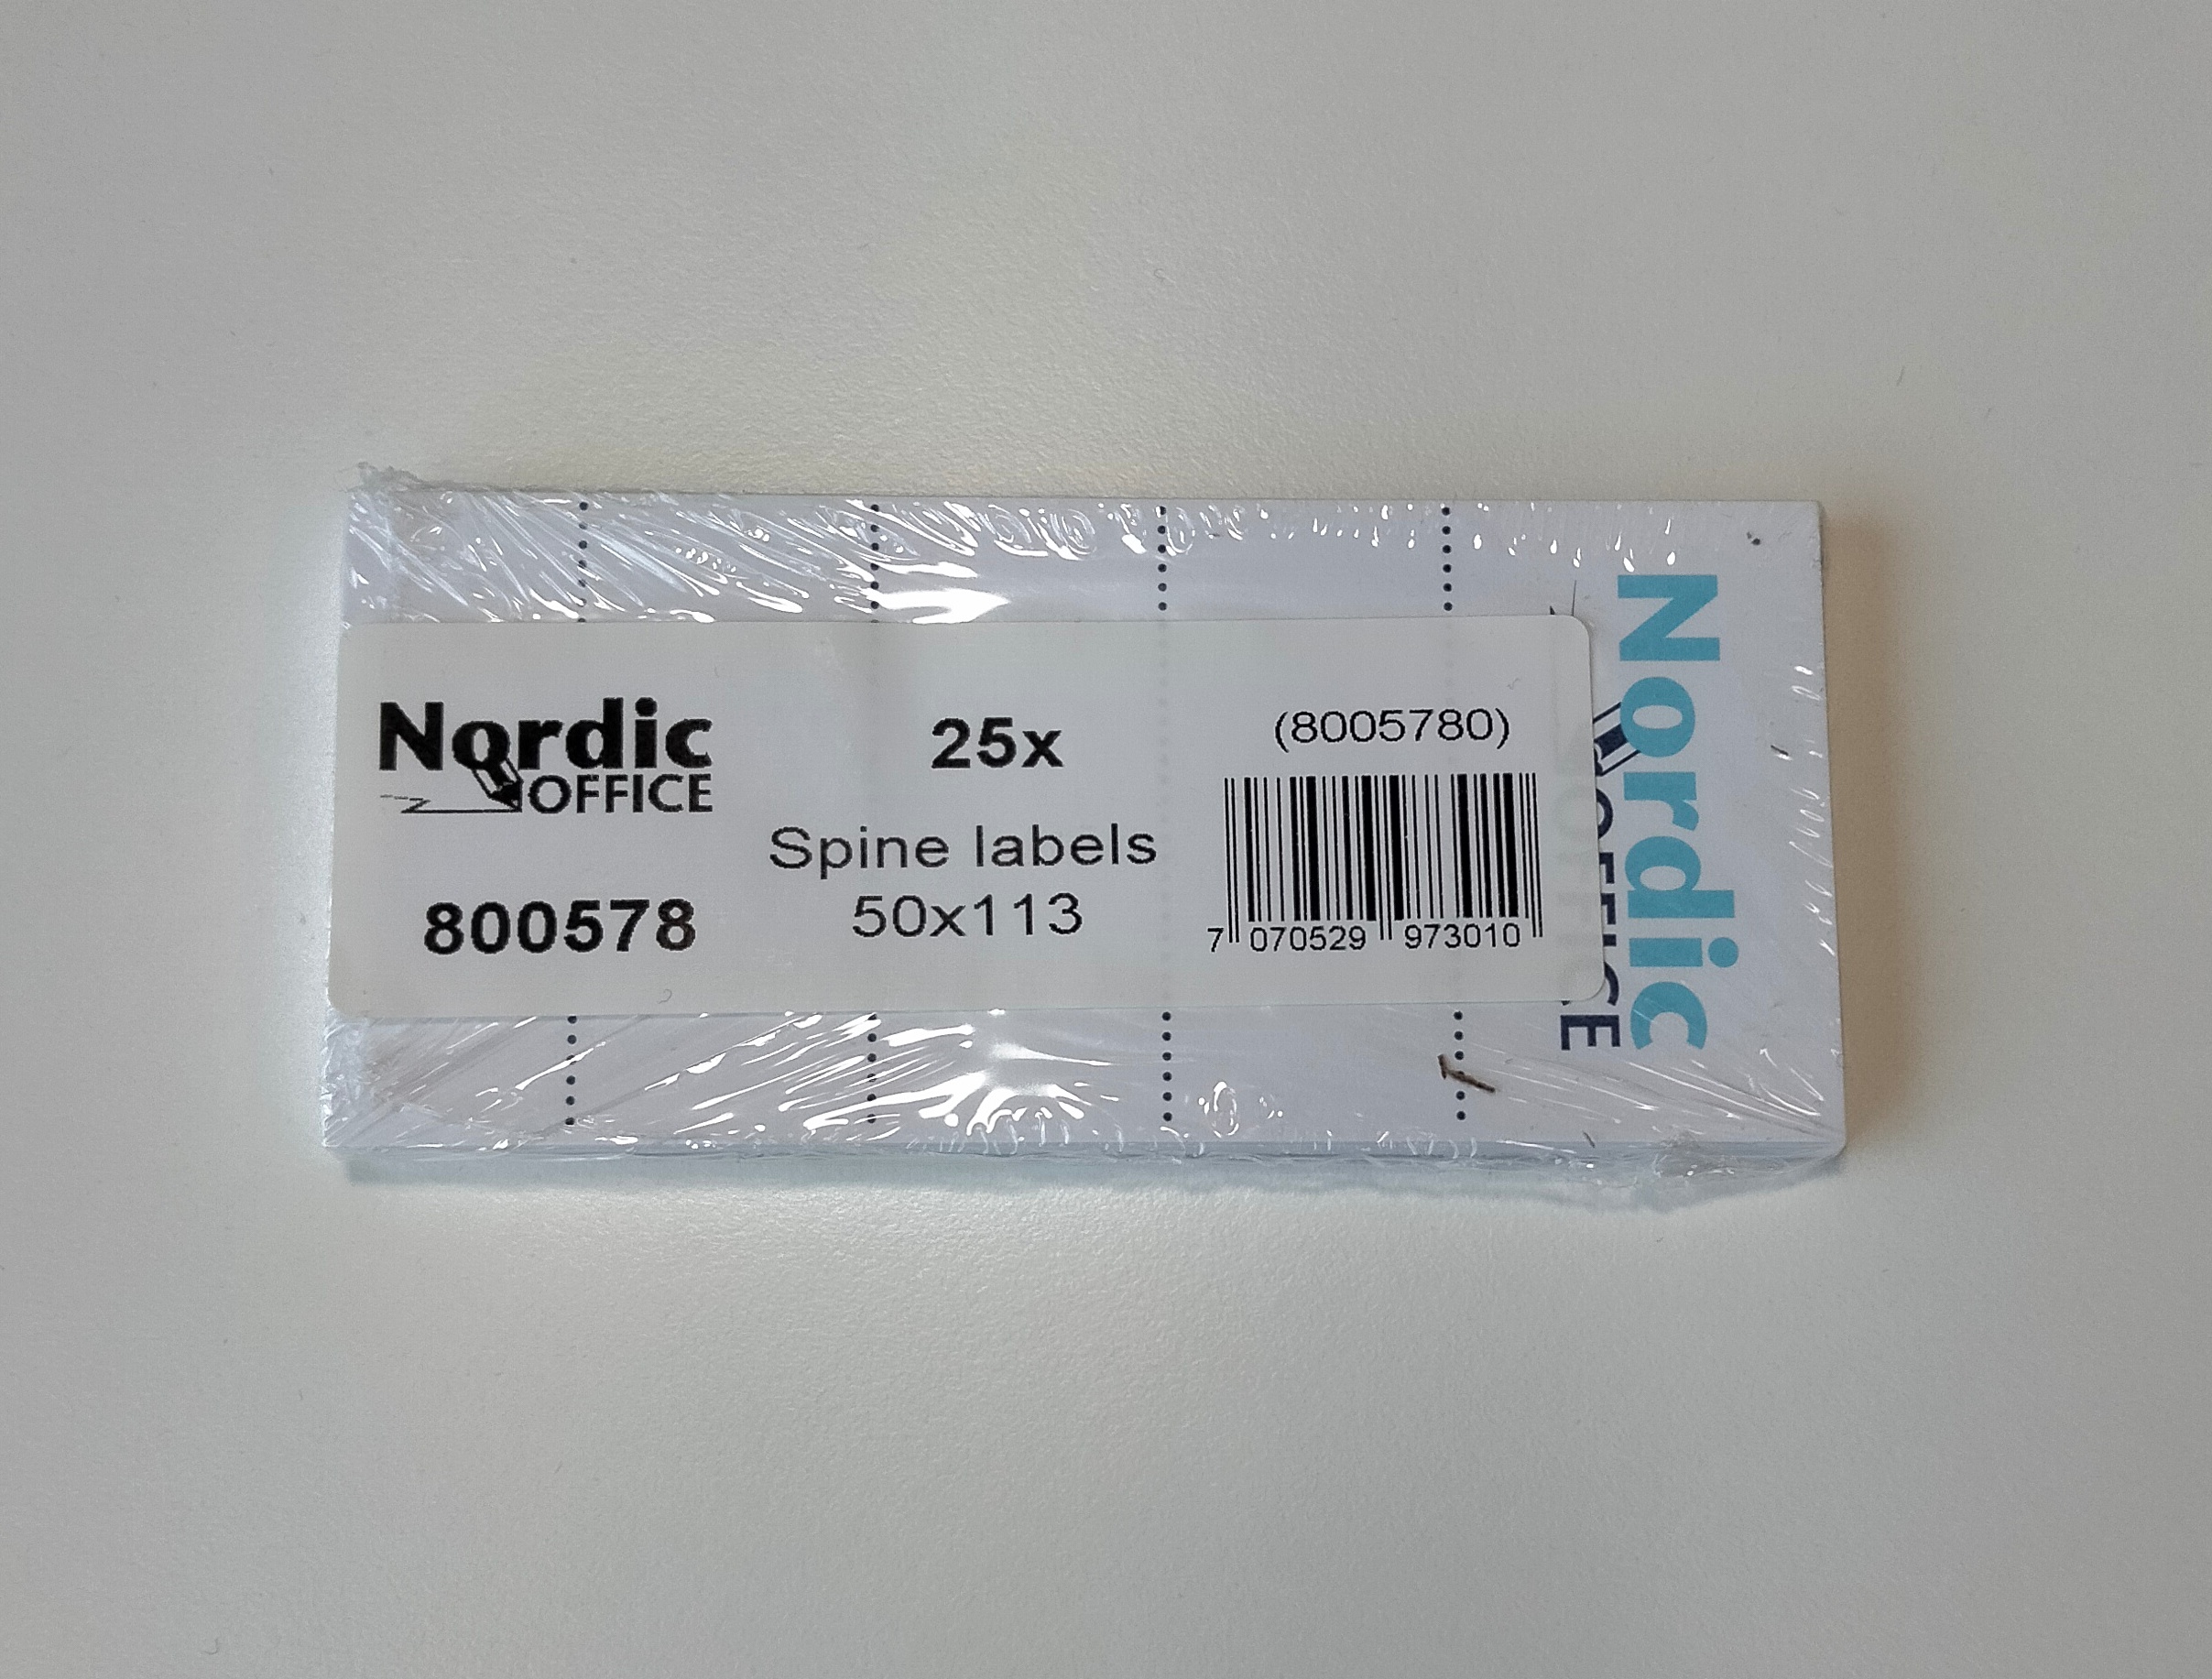 Nordic
OFFICE
800578
25x
Spine labels
50x113
(8005780)
7 070529 973010
Nordic
OFFICE